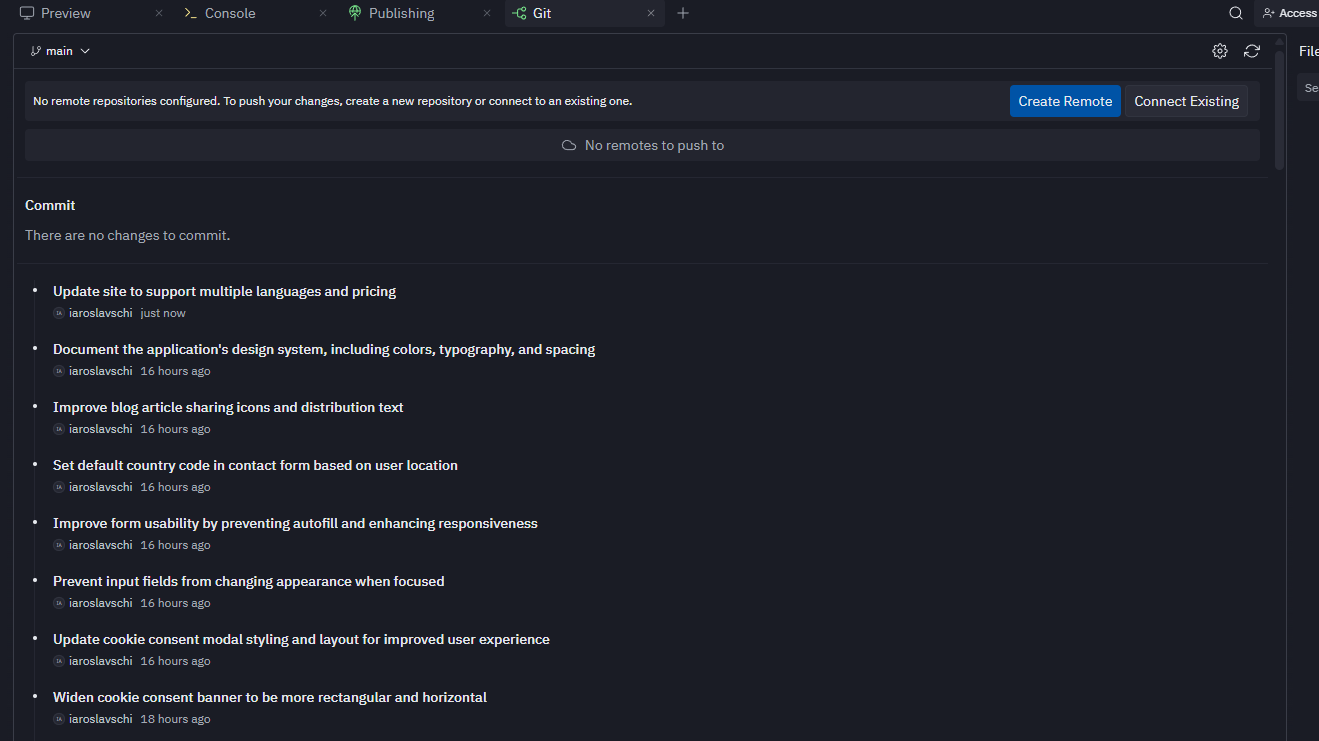 Preview
Console
Publishing
Git
Access
main
File
No remote repositories configured. To push your changes, create a new repository or connect to an existing one.
Create Remote
Connect Existing
Se
No remotes to push to
Commit
There are no changes to commit.
Update site to support multiple languages and pricing
IA iaroslavschi just now
Document the application's design system, including colors, typography, and spacing
IA iaroslavschi 16 hours ago
Improve blog article sharing icons and distribution text
IA iaroslavschi 16 hours ago
Set default country code in contact form based on user location
IA iaroslavschi 16 hours ago
Improve form usability by preventing autofill and enhancing responsiveness
IA iaroslavschi 16 hours ago
Prevent input fields from changing appearance when focused
IA iaroslavschi 16 hours ago
Update cookie consent modal styling and layout for improved user experience
IA iaroslavschi 16 hours ago
Widen cookie consent banner to be more rectangular and horizontal
IA iaroslavschi 18 hours ago